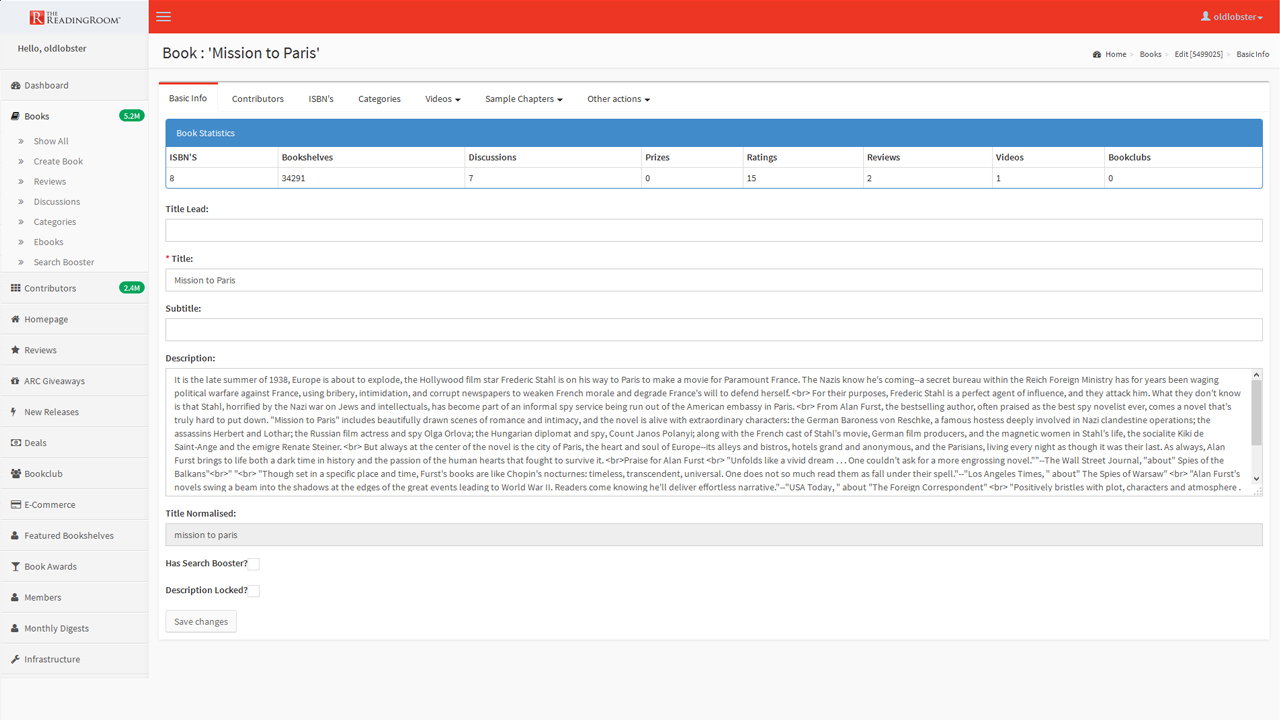 THE
READINGROOM
oldlobster
Hello, oldlobster
Book : 'Mission to Paris'
Home
Books
Edit [5499025]
Basic Info
Dashboard
Books 5.2M
Show All
Create Book
Reviews
Discussions
Categories
Ebooks
Search Booster
Contributors 2.4M
Homepage
Reviews
ARC Giveaways
New Releases
Deals
Bookclub
E-Commerce
Featured Bookshelves
Book Awards
Members
Monthly Digests
Infrastructure
Basic Info Contributors ISBN's Categories Videos Sample Chapters Other actions
Book Statistics
ISBN'S Bookshelves Discussions Prizes Ratings Reviews Videos Bookclubs
8 34291 7 0 15 2 1 0
Title Lead:
* Title:
Mission to Paris
Subtitle:
Description:
It is the late summer of 1938, Europe is about to explode, the Hollywood film star Frederic Stahl is on his way to Paris to make a movie for Paramount France. The Nazis know he's coming--a secret bureau within the Reich Foreign Ministry has for years been waging
political warfare against France, using bribery, intimidation, and corrupt newspapers to weaken French morale and degrade France's will to defend herself. <br> For their purposes, Frederic Stahl is a perfect agent of influence, and they attack him. What they don't know
is that Stahl, horrified by the Nazi war on Jews and intellectuals, has become part of an informal spy service being run out of the American embassy in Paris. <br> From Alan Furst, the bestselling author, often praised as the best spy novelist ever, comes a novel that's
truly hard to put down. "Mission to Paris" includes beautifully drawn scenes of romance and intimacy, and the novel is alive with extraordinary characters: the German Baroness von Reschke, a famous hostess deeply involved in Nazi clandestine operations; the
assassins Herbert and Lothar; the Russian film actress and spy Olga Orlova; the Hungarian diplomat and spy, Count Janos Polanyi; along with the French cast of Stahl's movie, German film producers, and the magnetic women in Stahl's life, the socialite Kiki de
Saint-Ange and the emigre Renate Steiner. <br> But always at the center of the novel is the city of Paris, the heart and soul of Europe--its alleys and bistros, hotels grand and anonymous, and the Parisians, living every night as though it was their last. As always, Alan
Furst brings to life both a dark time in history and the passion of the human hearts that fought to survive it. <br>Praise for Alan Furst <br> "Unfolds like a vivid dream . . . One couldn't ask for a more engrossing novel.""--The Wall Street Journal, "about" Spies of the
Balkans"<br>" "<br> "Though set in a specific place and time, Furst's books are like Chopin's nocturnes: timeless, transcendent, universal. One does not so much read them as fall under their spell."--"Los Angeles Times, " about" The Spies of Warsaw" <br> "Alan Furst's
novels swing a beam into the shadows at the edges of the great events leading to World War II. Readers come knowing he'll deliver effortless narrative."--"USA Today, " about "The Foreign Correspondent" <br> "Positively bristles with plot, characters and atmosphere .
Title Normalised:
mission to paris
Has Search Booster?
Description Locked?
Save changes